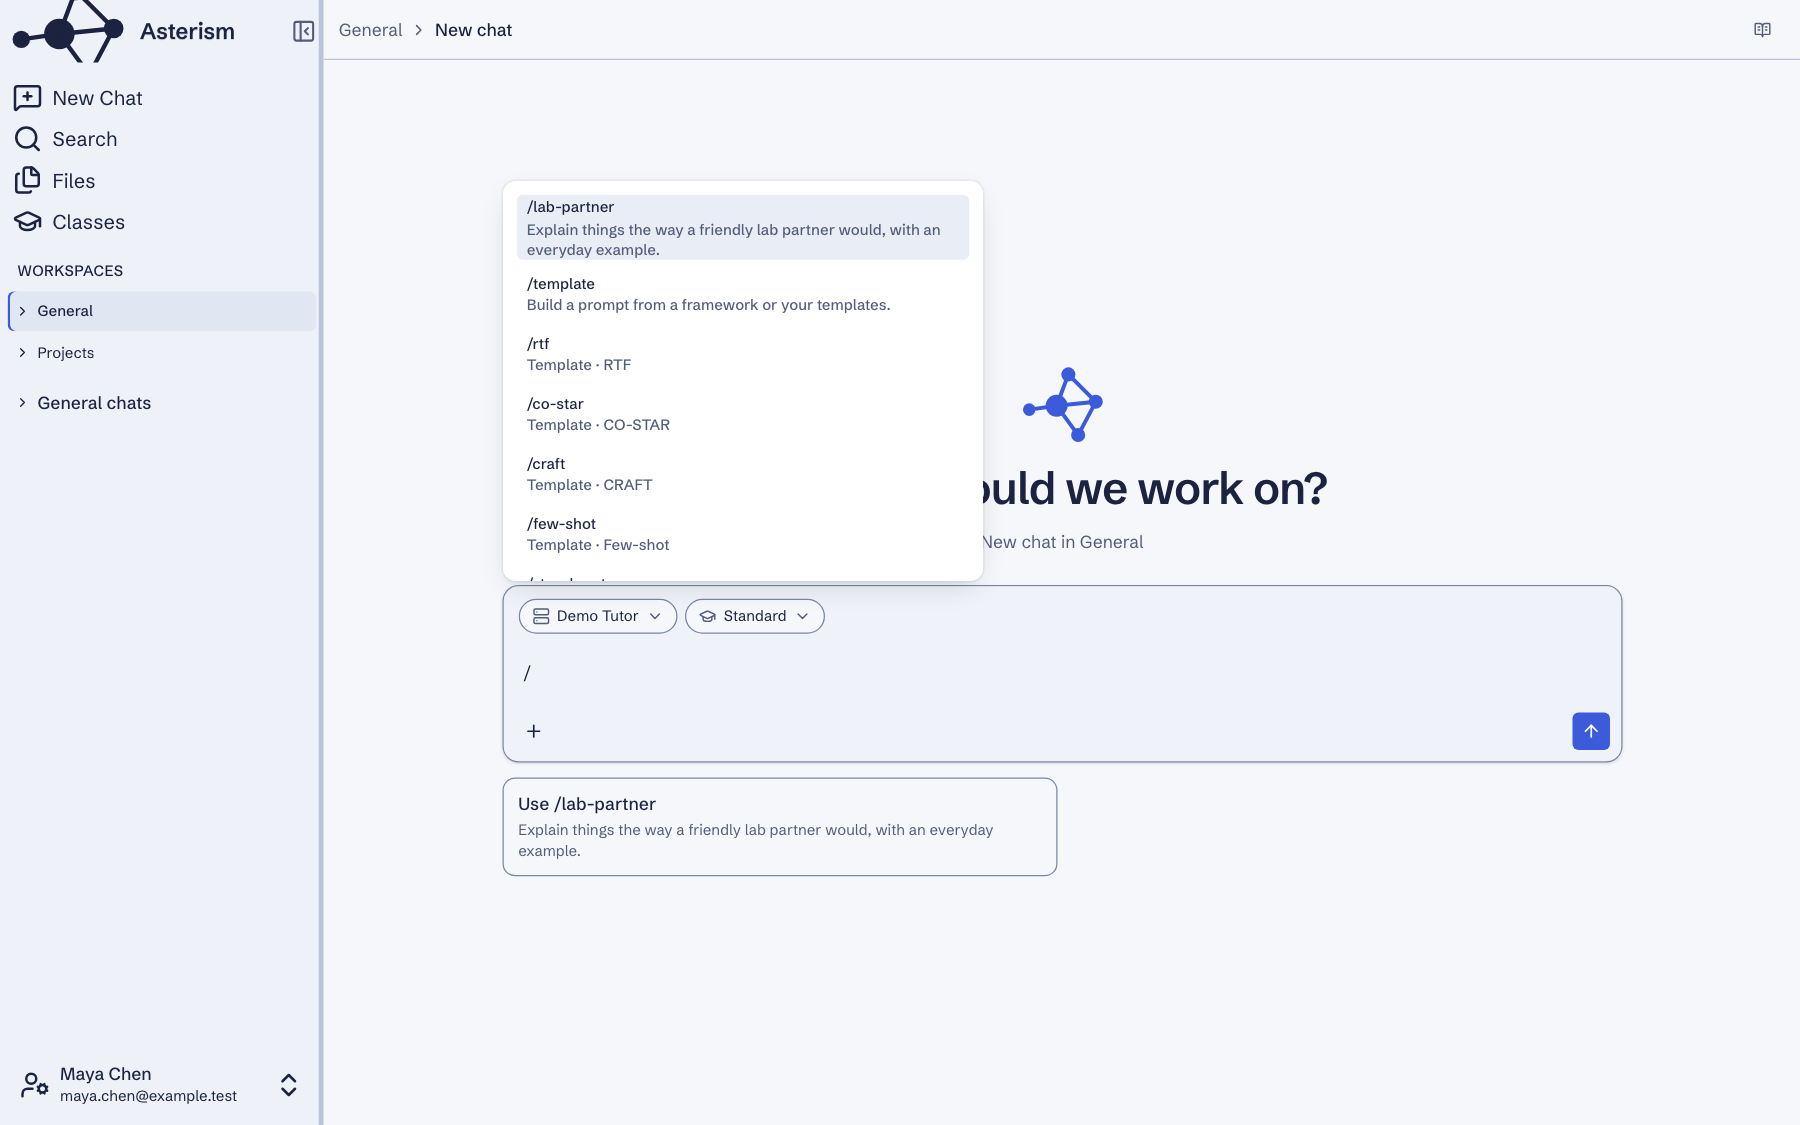 Asterism
New Chat
Search
Files
Classes
WORKSPACES
General
Projects
General chats
Maya Chen
maya.chen@example.test
General > New chat
/lab-partner
Explain things the way a friendly lab partner would, with an
everyday example.
/template
Build a prompt from a framework or your templates.
/rtf
Template · RTF
/co-star
Template · CO-STAR
/craft
Template · CRAFT
/few-shot
Template · Few-shot
we work on?
New chat in General
Demo Tutor
Standard
/
Use /lab-partner
Explain things the way a friendly lab partner would, with an everyday
example.